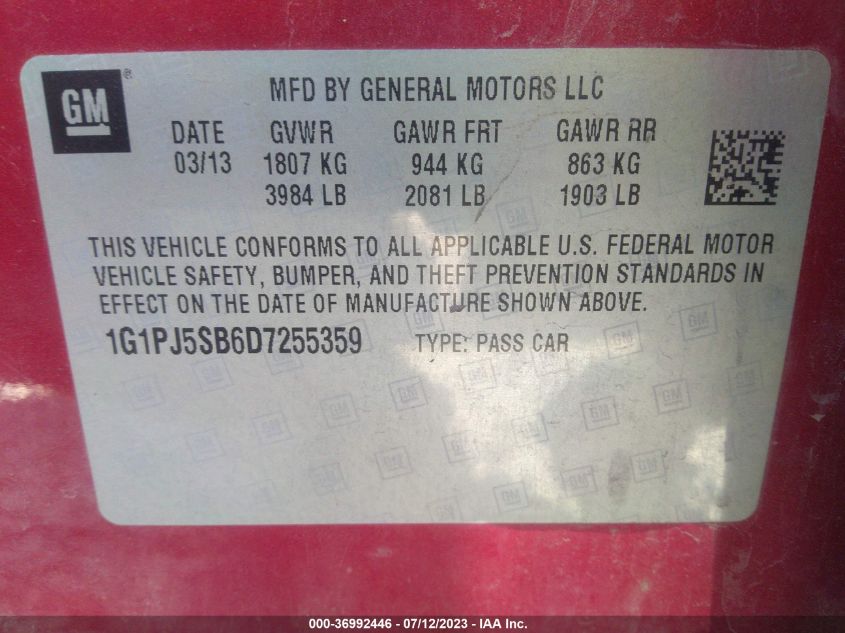 GM®
MFD BY GENERAL MOTORS LLC
DATE GVWR GAWR FRT GAWR RR
03/13 1807 KG 944 KG 863 KG
3984 LB 2081 LB 1903 LB
THIS VEHICLE CONFORMS TO ALL APPLICABLE U.S. FEDERAL MOTOR
VEHICLE SAFETY, BUMPER, AND THEFT PREVENTION STANDARDS IN
EFFECT ON THE DATE OF MANUFACTURE SHOWN ABOVE.
1G1PJ5SB6D7255359 TYPE: PASS CAR
000-36992446 - 07/12/2023 - IAA Inc.